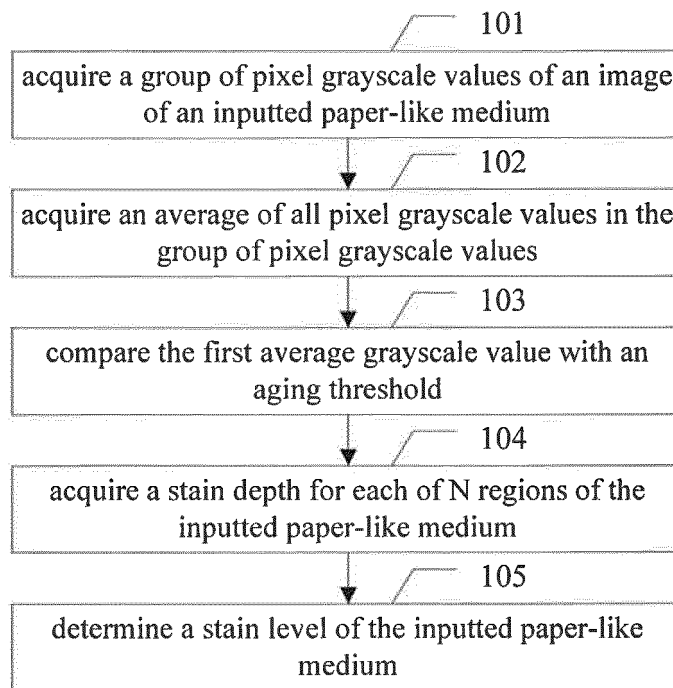 101
acquire a group of pixel grayscale values of an image
of an inputted paper-like medium
102
acquire an average of all pixel grayscale values in the
group of pixel grayscale values
103
compare the first average grayscale value with an
aging threshold
104
acquire a stain depth for each of N regions of the
inputted paper-like medium
105
determine a stain level of the inputted paper-like
medium